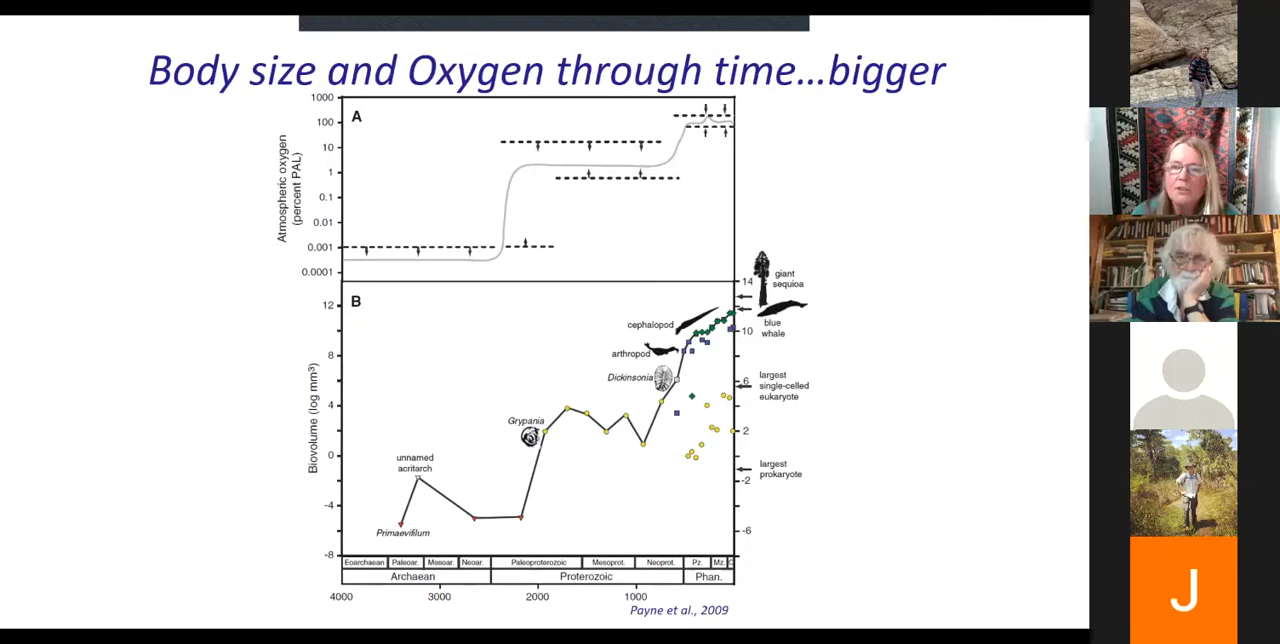 Body size and Oxygen through time...bigger
A
1000
100
10
1
0.1
0.01
0.001
0.0001
Atmospheric oxygen
(percent PAL)
B
12
8
4
0
-4
-8
Biovolume (log mm³)
14
10
6
2
-2
-6
giant
sequioa
blue
whale
cephalopod
arthropod
Dickinsonia
largest
single-celled
eukaryote
Grypania
unnamed
acritarch
largest
prokaryote
Primaevifilum
Eoarchaean Paleoar. Mesoar. Neoar. Paleoproterozoic Mesoprot. Neoprot. Pz. Mz. C
Archaean Proterozoic Phan.
4000 3000 2000 1000
Payne et al., 2009
J